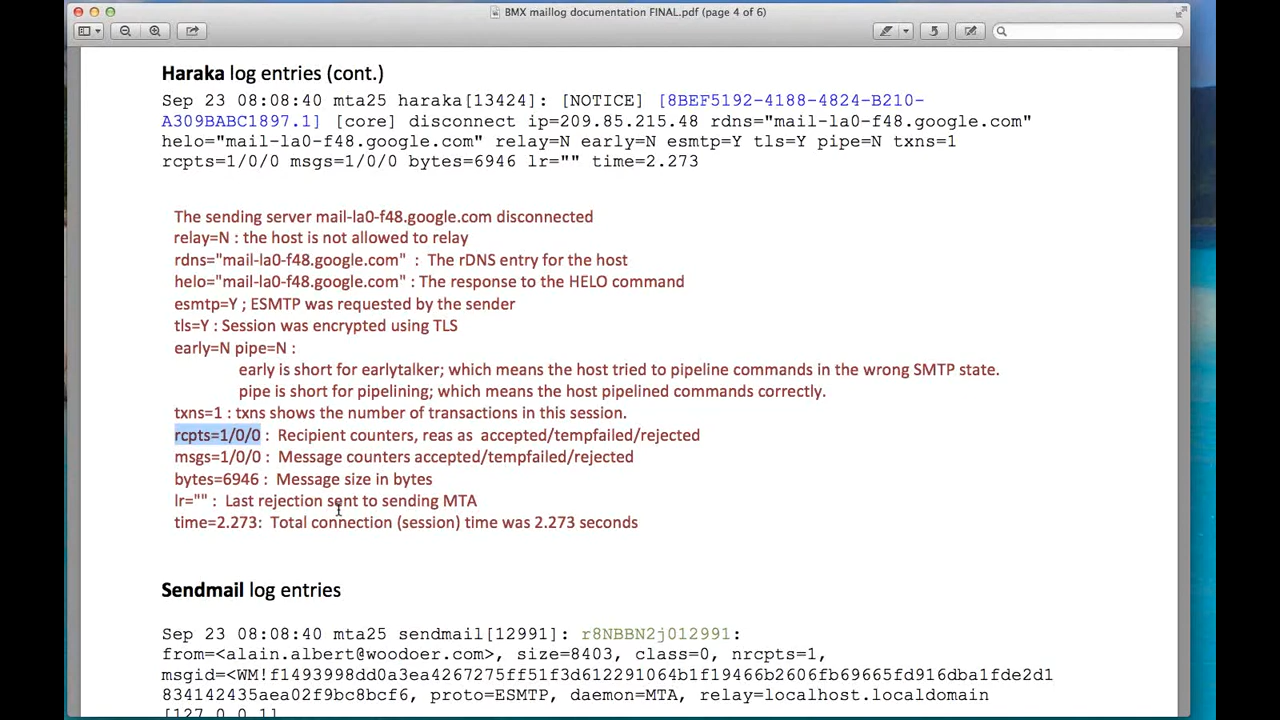 BMX maillog documentation FINAL.pdf (page 4 of 6)
Haraka log entries (cont.)
Sep 23 08:08:40 mta25 haraka[13424]: [NOTICE] [8BEF5192-4188-4824-B210-
A309BABC1897.1] [core] disconnect ip=209.85.215.48 rdns="mail-la0-f48.google.com"
helo="mail-la0-f48.google.com" relay=N early=N esmtp=Y tls=Y pipe=N txns=1
rcpts=1/0/0 msgs=1/0/0 bytes=6946 lr="" time=2.273
The sending server mail-la0-f48.google.com disconnected
relay=N : the host is not allowed to relay
rdns="mail-la0-f48.google.com" : The rDNS entry for the host
helo="mail-la0-f48.google.com" : The response to the HELO command
esmtp=Y ; ESMTP was requested by the sender
tls=Y : Session was encrypted using TLS
early=N pipe=N :
early is short for earlytalker; which means the host tried to pipeline commands in the wrong SMTP state.
pipe is short for pipelining; which means the host pipelined commands correctly.
txns=1 : txns shows the number of transactions in this session.
rcpts=1/0/0 : Recipient counters, reas as accepted/tempfailed/rejected
msgs=1/0/0 : Message counters accepted/tempfailed/rejected
bytes=6946 : Message size in bytes
lr="" : Last rejection sent to sending MTA
time=2.273: Total connection (session) time was 2.273 seconds
Sendmail log entries
Sep 23 08:08:40 mta25 sendmail[12991]: r8NBBN2j012991:
from=<alain.albert@woodoer.com>, size=8403, class=0, nrcpts=1,
msgid=<WM!f1493998dd0a3ea4267275ff51f3d612291064b1f19466b2606fb69665fd916dba1fde2d1
834142435aea02f9bc8bcf6, proto=ESMTP, daemon=MTA, relay=localhost.localdomain
[127.0.0.1]